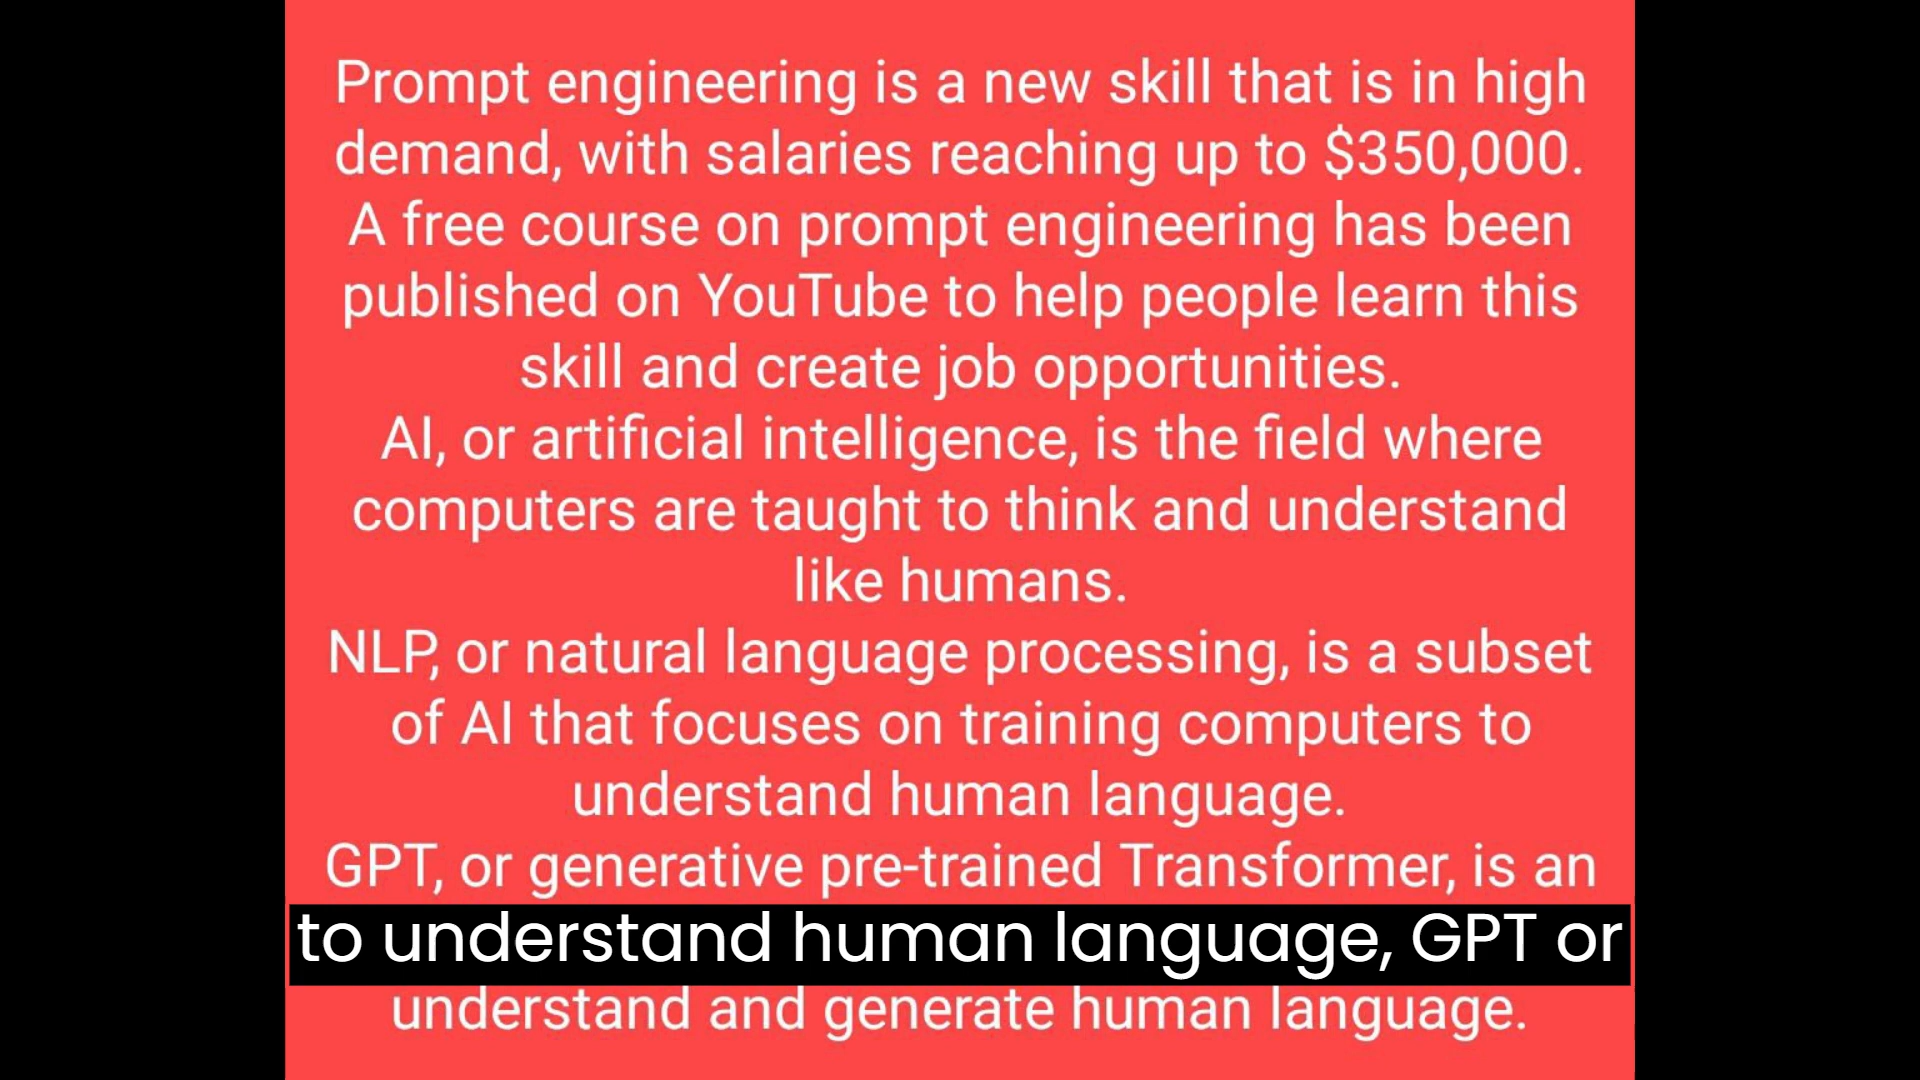 Prompt engineering is a new skill that is in high
demand, with salaries reaching up to $350,000.
A free course on prompt engineering has been
published on YouTube to help people learn this
skill and create job opportunities.
AI, or artificial intelligence, is the field where
computers are taught to think and understand
like humans.
NLP, or natural language processing, is a subset
of AI that focuses on training computers to
understand human language.
GPT, or generative pre-trained Transformer, is an
to understand human language, GPT or
understand and generate human language.